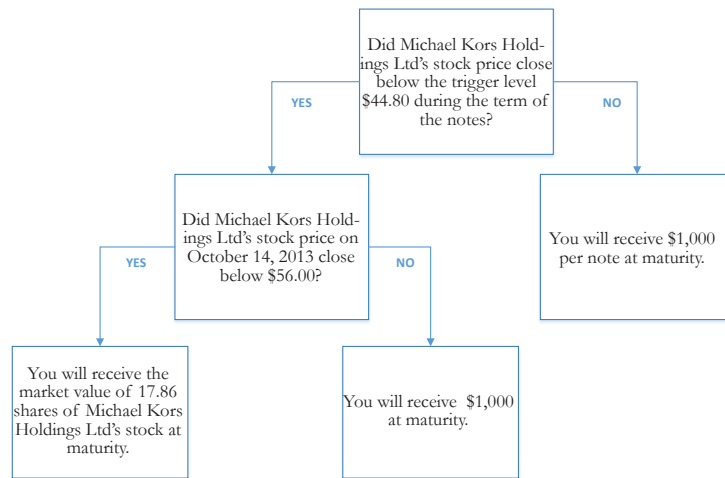 Did Michael Kors Hold-
ings Ltd's stock price close
below the trigger level
$44.80 during the term of
the notes?
YES
NO
Did Michael Kors Hold-
ings Ltd's stock price on
October 14, 2013 close
below $56.00?
You will receive $1,000
per note at maturity.
YES
NO
You will receive the
market value of 17.86
shares of Michael Kors
Holdings Ltd's stock at
maturity.
You will receive $1,000
at maturity.